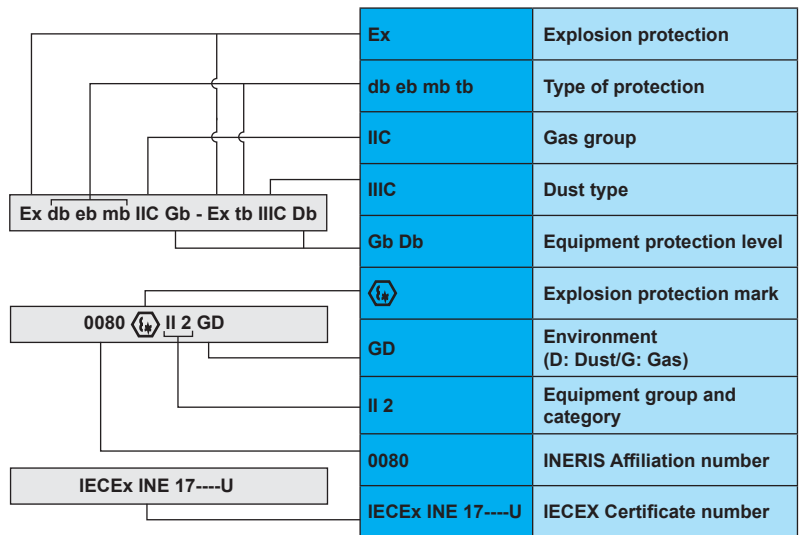 Ex db eb mb IIC Gb - Ex tb IIIC Db
0080 II 2 GD
IECEx INE 17----U
Ex Explosion protection
db eb mb tb Type of protection
IIC Gas group
IIIC Dust type
Gb Db Equipment protection level
Explosion protection mark
GD Environment
(D: Dust/G: Gas)
II 2 Equipment group and
category
0080 INERIS Affiliation number
IECEx INE 17----U IECEX Certificate number